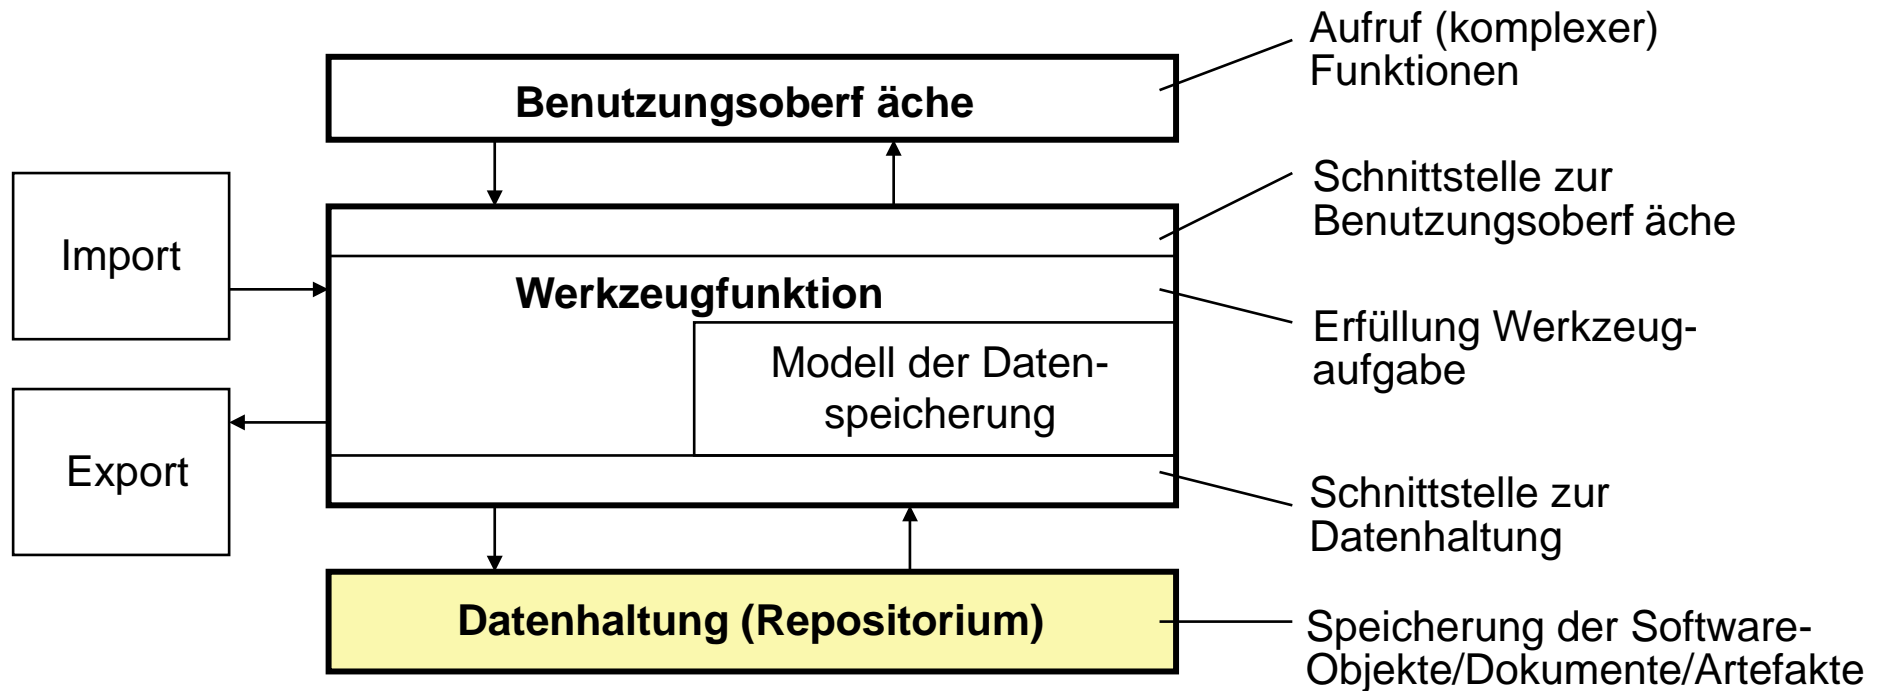 Aufruf (komplexer)
Funktionen
Benutzungsoberf äche
Schnittstelle zur
Benutzungsoberf äche
Import
Werkzeugfunktion
Erfüllung Werkzeug-
aufgabe
Modell der Daten-
speicherung
Export
Schnittstelle zur
Datenhaltung
Datenhaltung (Repositorium)
Speicherung der Software-
Objekte/Dokumente/Artefakte